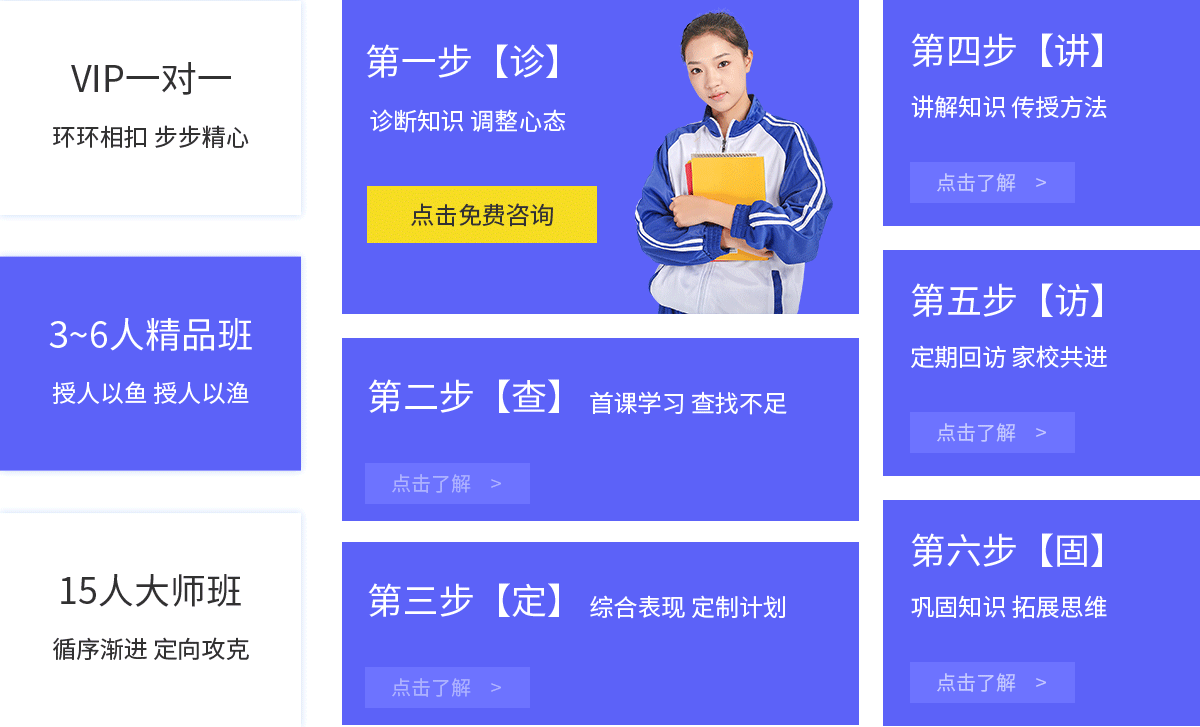 VIP一对一
环环相扣 步步精心
3~6人精品班
授人以鱼 授人以渔
15人大师班
循序渐进 定向攻克
第一步【诊】
诊断知识 调整心态
点击免费咨询
第二步【查】 首课学习 查找不足
点击了解 >
第三步【定】 综合表现 定制计划
点击了解 >
第四步【讲】
讲解知识 传授方法
点击了解 >
第五步【访】
定期回访 家校共进
点击了解 >
第六步【固】
巩固知识 拓展思维
点击了解 >